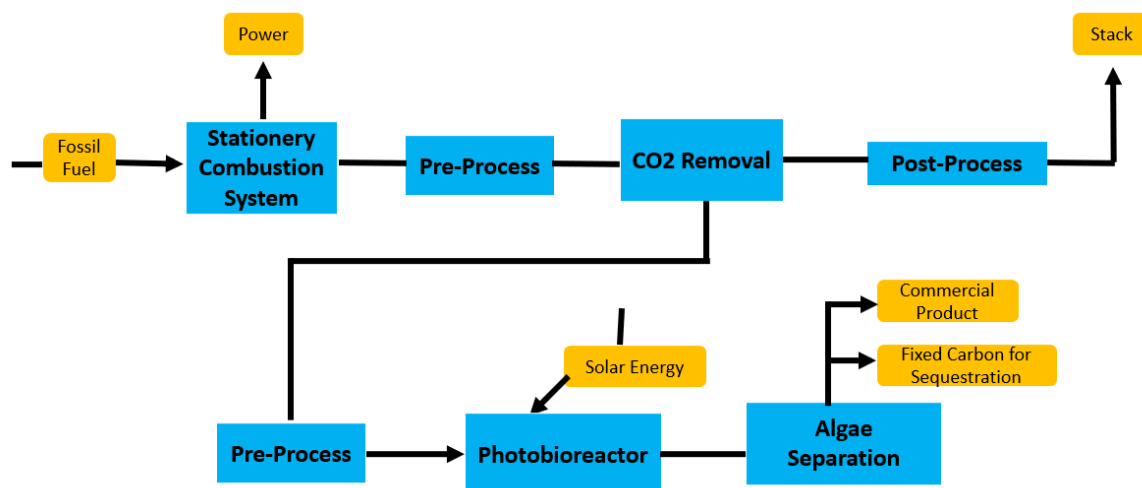 Power
Stack
Fossil
Fuel
Stationery
Combustion
System
Pre-Process
CO2 Removal
Post-Process
Commercial
Product
Solar Energy
Fixed Carbon for
Sequestration
Pre-Process
Photobioreactor
Algae
Separation